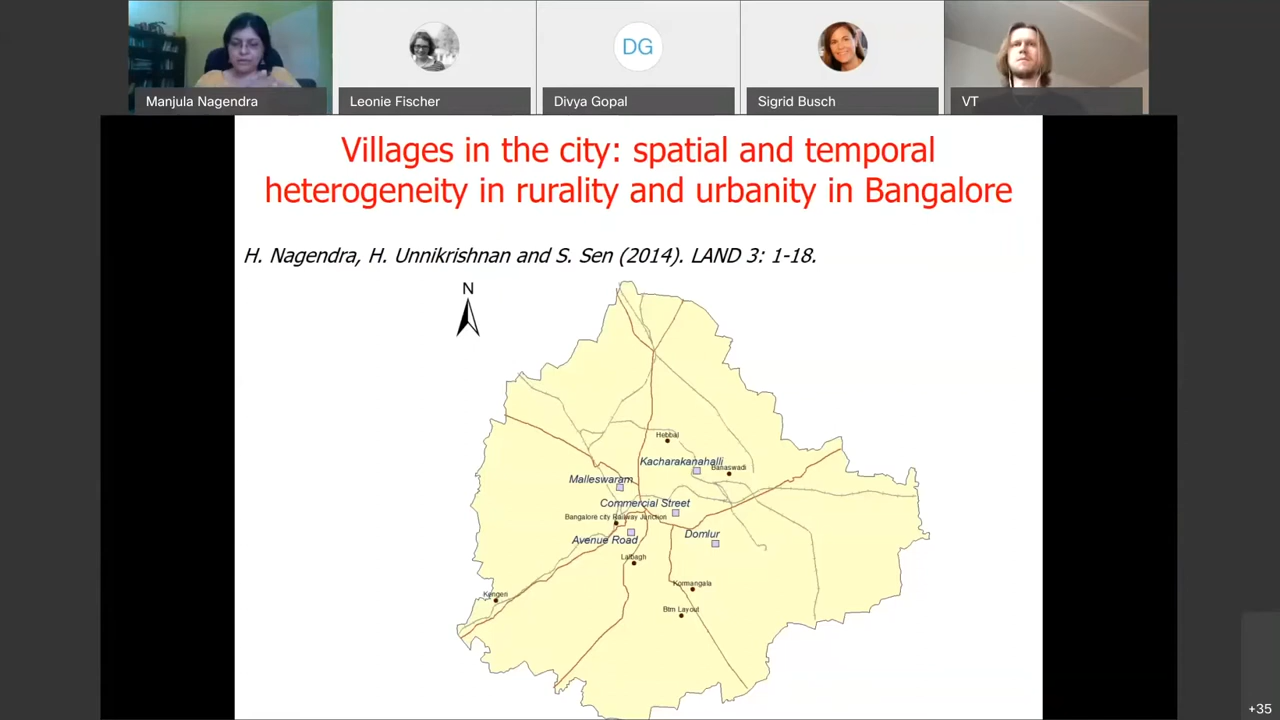 DG
Manjula Nagendra
Leonie Fischer
Divya Gopal
Sigrid Busch
VT
Villages in the city: spatial and temporal
heterogeneity in rurality and urbanity in Bangalore
H. Nagendra, H. Unnikrishnan and S. Sen (2014). LAND 3: 1-18.
N
Hebbal
Kacharakanahalli
Banaswadi
Malleswaram
Commercial Street
Bangalore city Railway Junction
Avenue Road
Domlur
Lalbagh
Kormangala
Kengeri
Btm Layout
+35